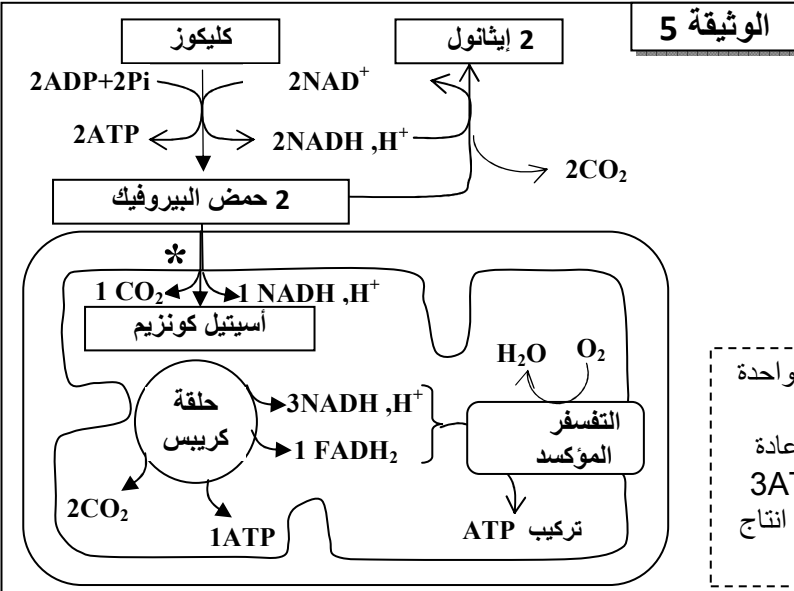 الوثيقة 5
كليكوز
2 إيثانول
2ADP+2Pi
2NAD⁺
2ATP
2NADH ,H⁺
2CO₂
2 حمض البيروفيك
*
1 CO₂
1 NADH ,H⁺
أسيتيل كونزيم
H₂O
O₂
حلقة
كريبس
3NADH ,H⁺
1 FADH₂
التفسفر
المؤكسد
2CO₂
1ATP
تركيب ATP
واحدة
عادة
انتاج